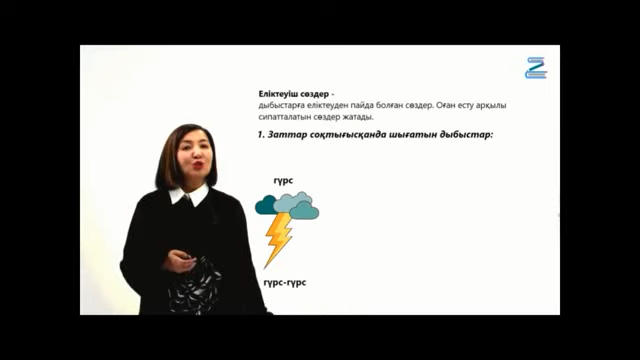 Еліктеуіш сөздер -
дыбыстарға еліктеуден пайда болған сөздер. Оған есту арқылы
сипатталатын сөздер жатады.
1. Заттар соқтығысқанда шығатын дыбыстар:
гүрс
гүрс-гүрс